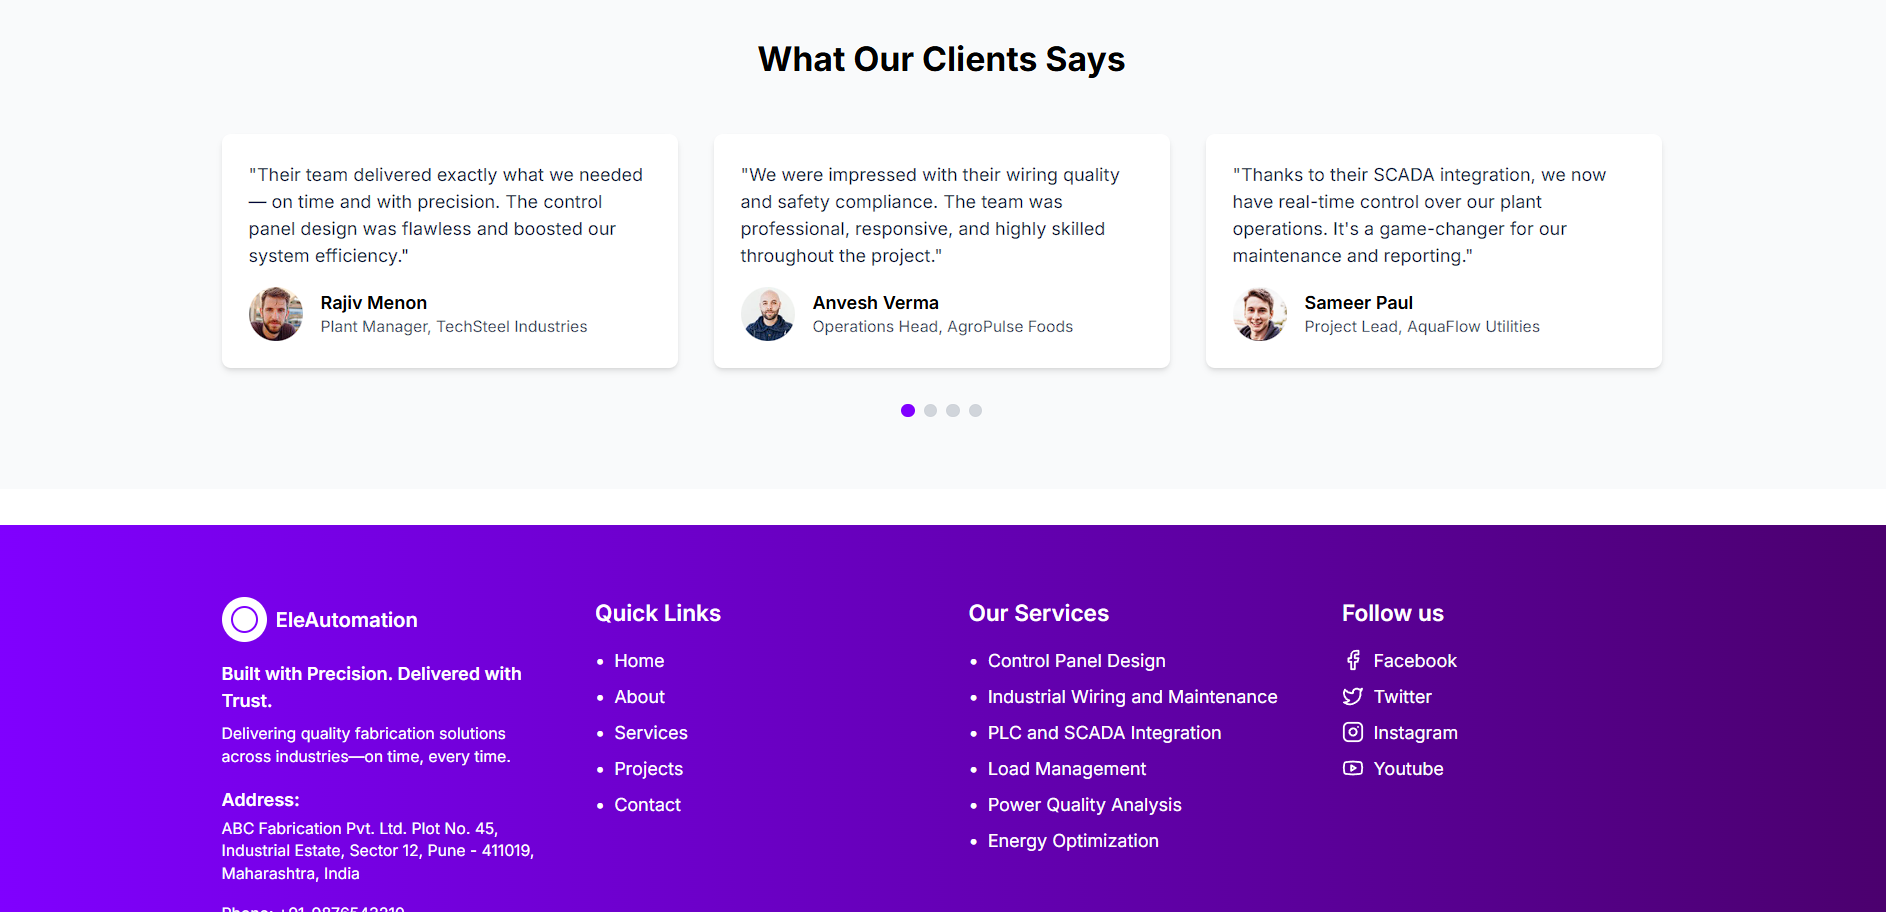 What Our Clients Says
"Their team delivered exactly what we needed
— on time and with precision. The control
panel design was flawless and boosted our
system efficiency."
Rajiv Menon
Plant Manager, TechSteel Industries
"We were impressed with their wiring quality
and safety compliance. The team was
professional, responsive, and highly skilled
throughout the project."
Anvesh Verma
Operations Head, AgroPulse Foods
"Thanks to their SCADA integration, we now
have real-time control over our plant
operations. It's a game-changer for our
maintenance and reporting."
Sameer Paul
Project Lead, AquaFlow Utilities
EleAutomation
Built with Precision. Delivered with
Trust.
Delivering quality fabrication solutions
across industries—on time, every time.
Address:
ABC Fabrication Pvt. Ltd. Plot No. 45,
Industrial Estate, Sector 12, Pune - 411019,
Maharashtra, India
Phone: +91-9876543210
Quick Links
• Home
• About
• Services
• Projects
• Contact
Our Services
• Control Panel Design
• Industrial Wiring and Maintenance
• PLC and SCADA Integration
• Load Management
• Power Quality Analysis
• Energy Optimization
Follow us
Facebook
Twitter
Instagram
Youtube